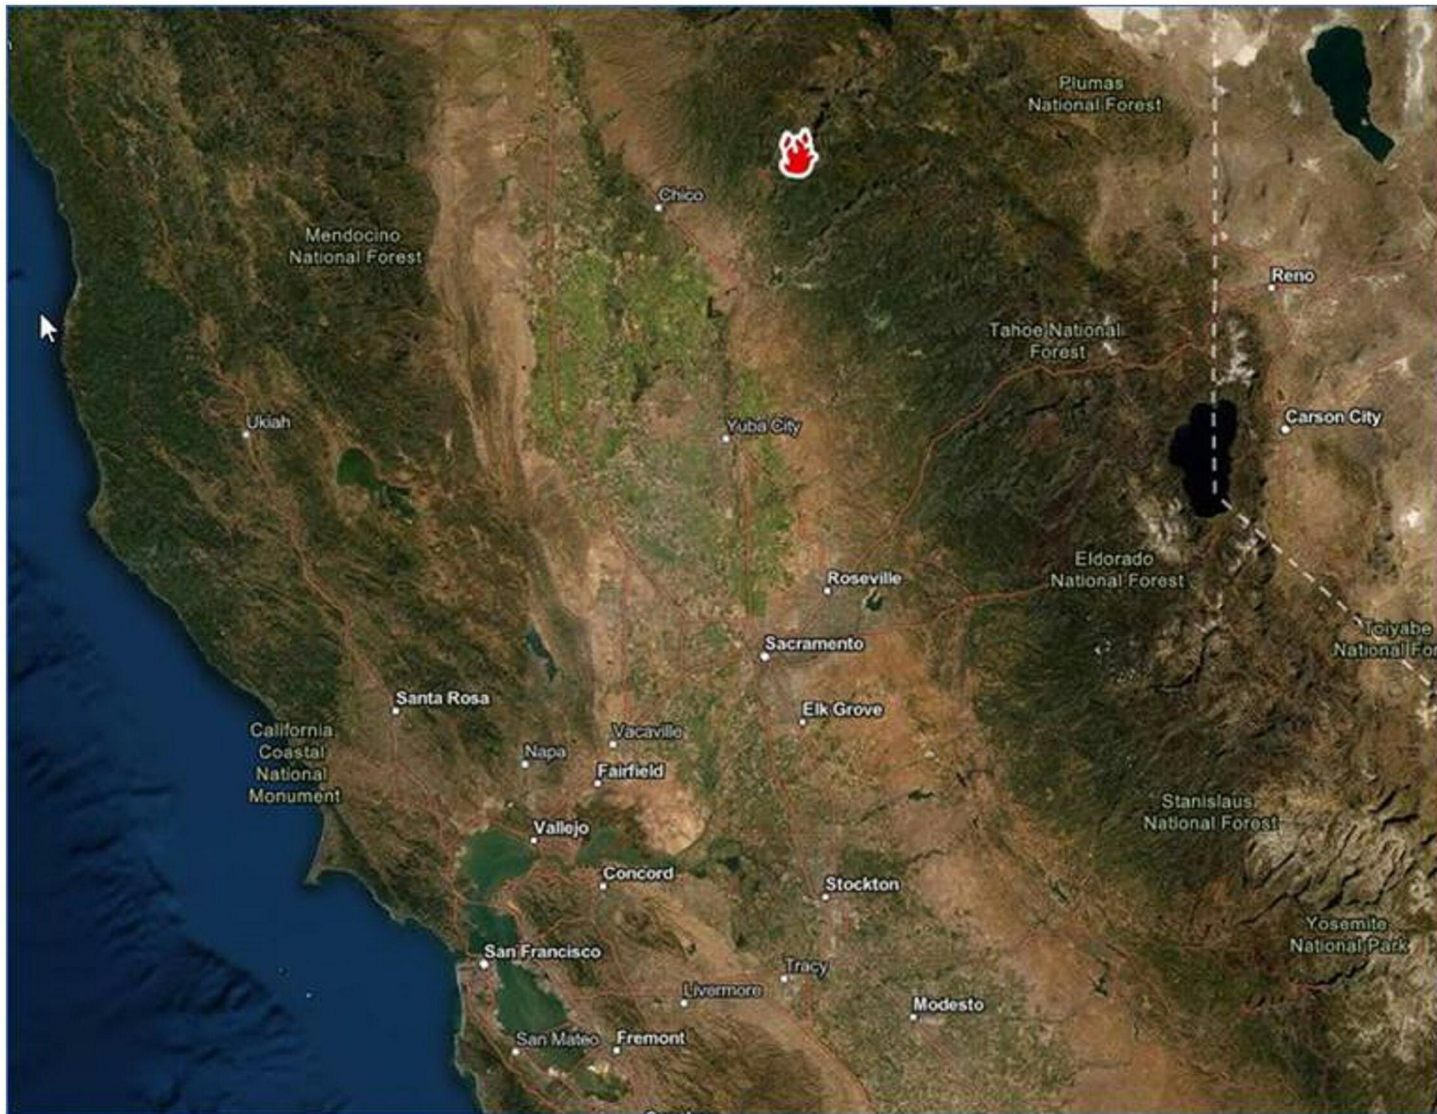 Plumas
National Forest
Chico
Mendocino
National Forest
Reno
Tahoe National
Forest
Carson City
Ukiah
Yuba City
Eldorado
National Forest
Roseville
Toiyabe
National For
Sacramento
Santa Rosa
Elk Grove
California
Coastal
National
Monument
Vacaville
Napa
Fairfield
Stanislaus
National Forest
Vallejo
Concord
Stockton
Yosemite
National Park
San Francisco
Tracy
Livermore
Modesto
San Mateo
Fremont